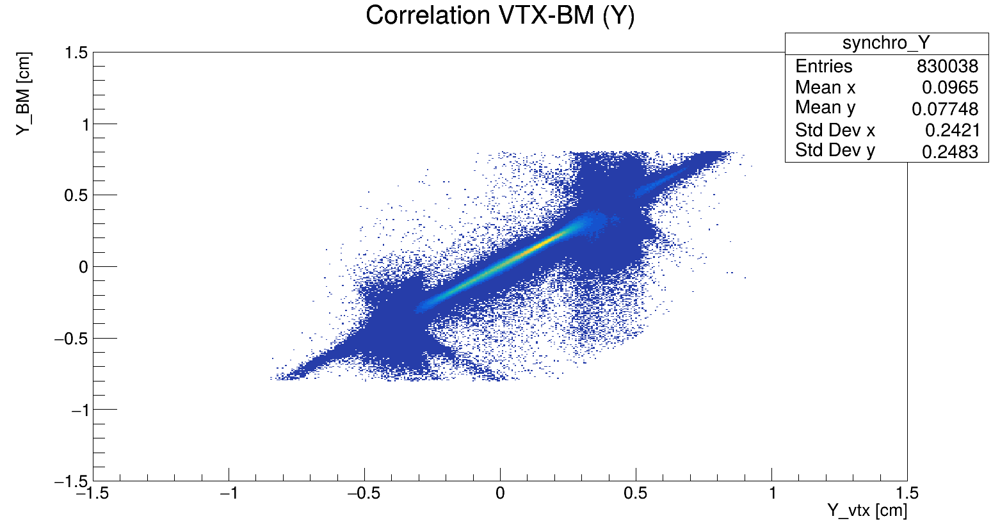 Correlation VTX-BM (Y)
synchro_Y
Entries 830038
Mean x 0.0965
Mean y 0.07748
Std Dev x 0.2421
Std Dev y 0.2483
Y_BM [cm]
1.5
1
0.5
0
−0.5
−1
−1.5
−1.5 −1 −0.5 0 0.5 1 1.5
Y_vtx [cm]